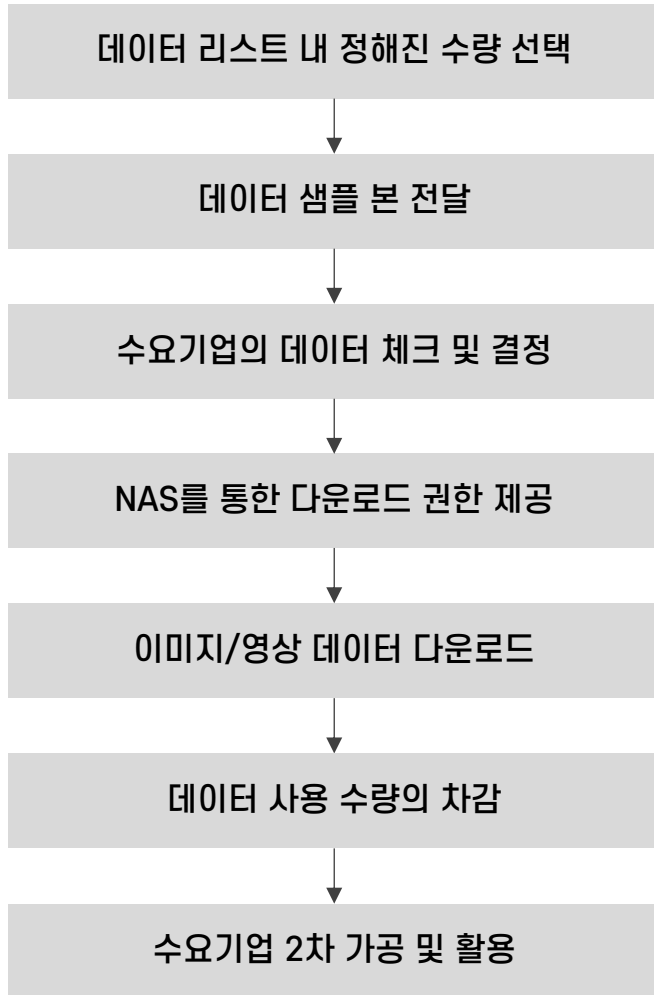 데이터 리스트 내 정해진 수량 선택
데이터 샘플 본 전달
수요기업의 데이터 체크 및 결정
NAS를 통한 다운로드 권한 제공
이미지/영상 데이터 다운로드
데이터 사용 수량의 차감
수요기업 2차 가공 및 활용